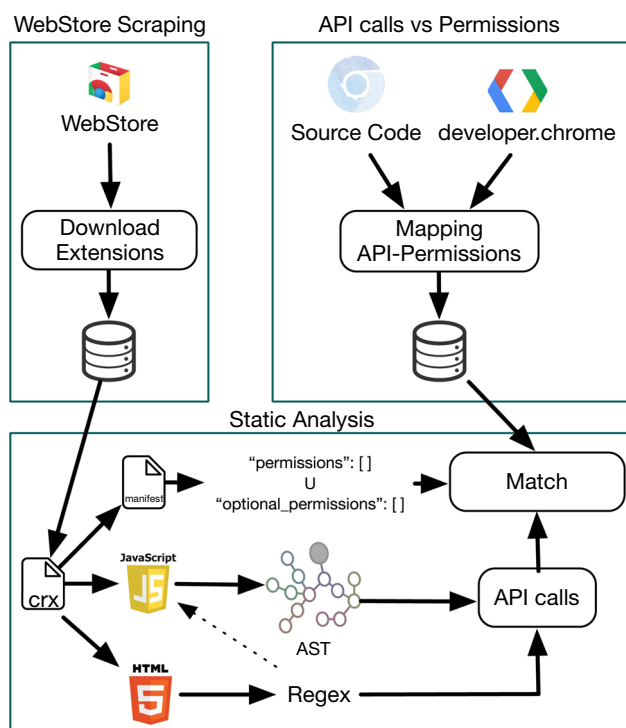 WebStore Scraping
API calls vs Permissions
WebStore
Source Code
developer.chrome
Download
Extensions
Mapping
API-Permissions
Static Analysis
manifest
“permissions”: [ ]
U
“optional_permissions”: [ ]
Match
crx
JavaScript
JS
AST
API calls
HTML
5
Regex